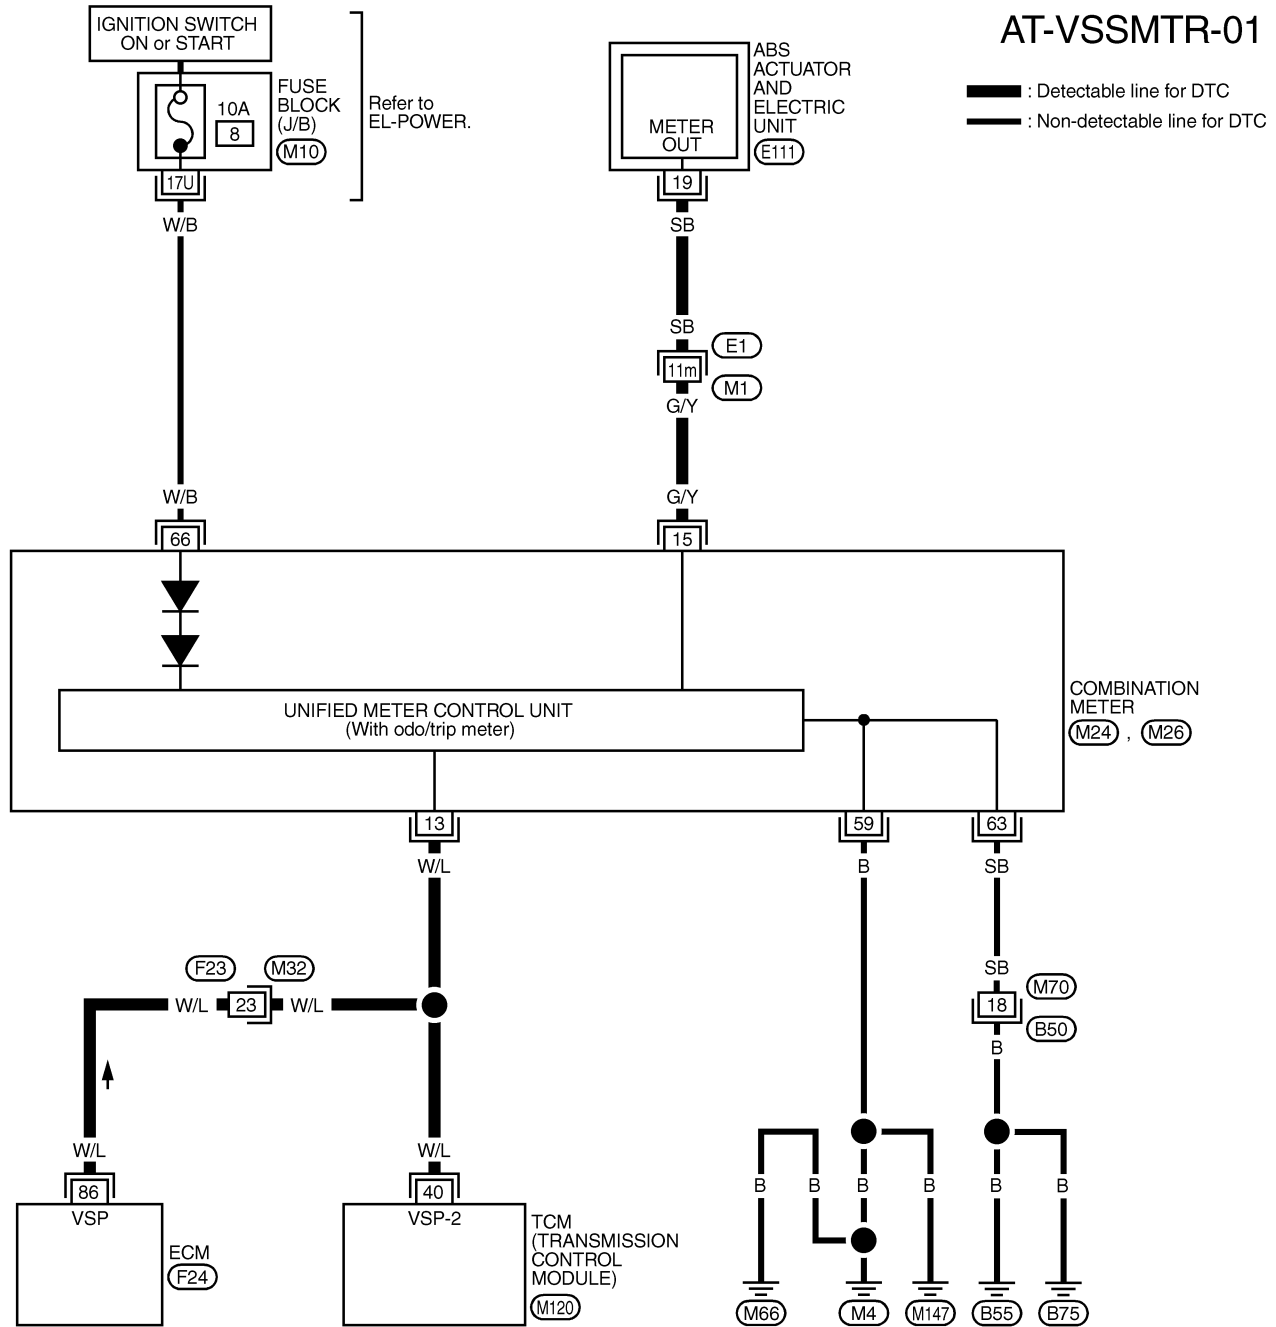 AT-VSSMTR-01
: Detectable line for DTC
: Non-detectable line for DTC
IGNITION SWITCH
ON or START
10A
8
FUSE
BLOCK
(J/B)
M10
Refer to
EL-POWER.
17U
W/B
W/B
66
METER
OUT
ABS
ACTUATOR
AND
ELECTRIC
UNIT
E111
19
SB
SB
E1
11m
M1
G/Y
G/Y
15
UNIFIED METER CONTROL UNIT
(With odo/trip meter)
COMBINATION
METER
M24 , M26
13
59
63
W/L
B
SB
F23
M32
W/L
23
W/L
SB
M70
18
B50
B
W/L
W/L
B
B
B
B
B
B
86
VSP
ECM
F24
40
VSP-2
TCM
(TRANSMISSION
CONTROL
MODULE)
M120
M66
M4
M147
B55
B75